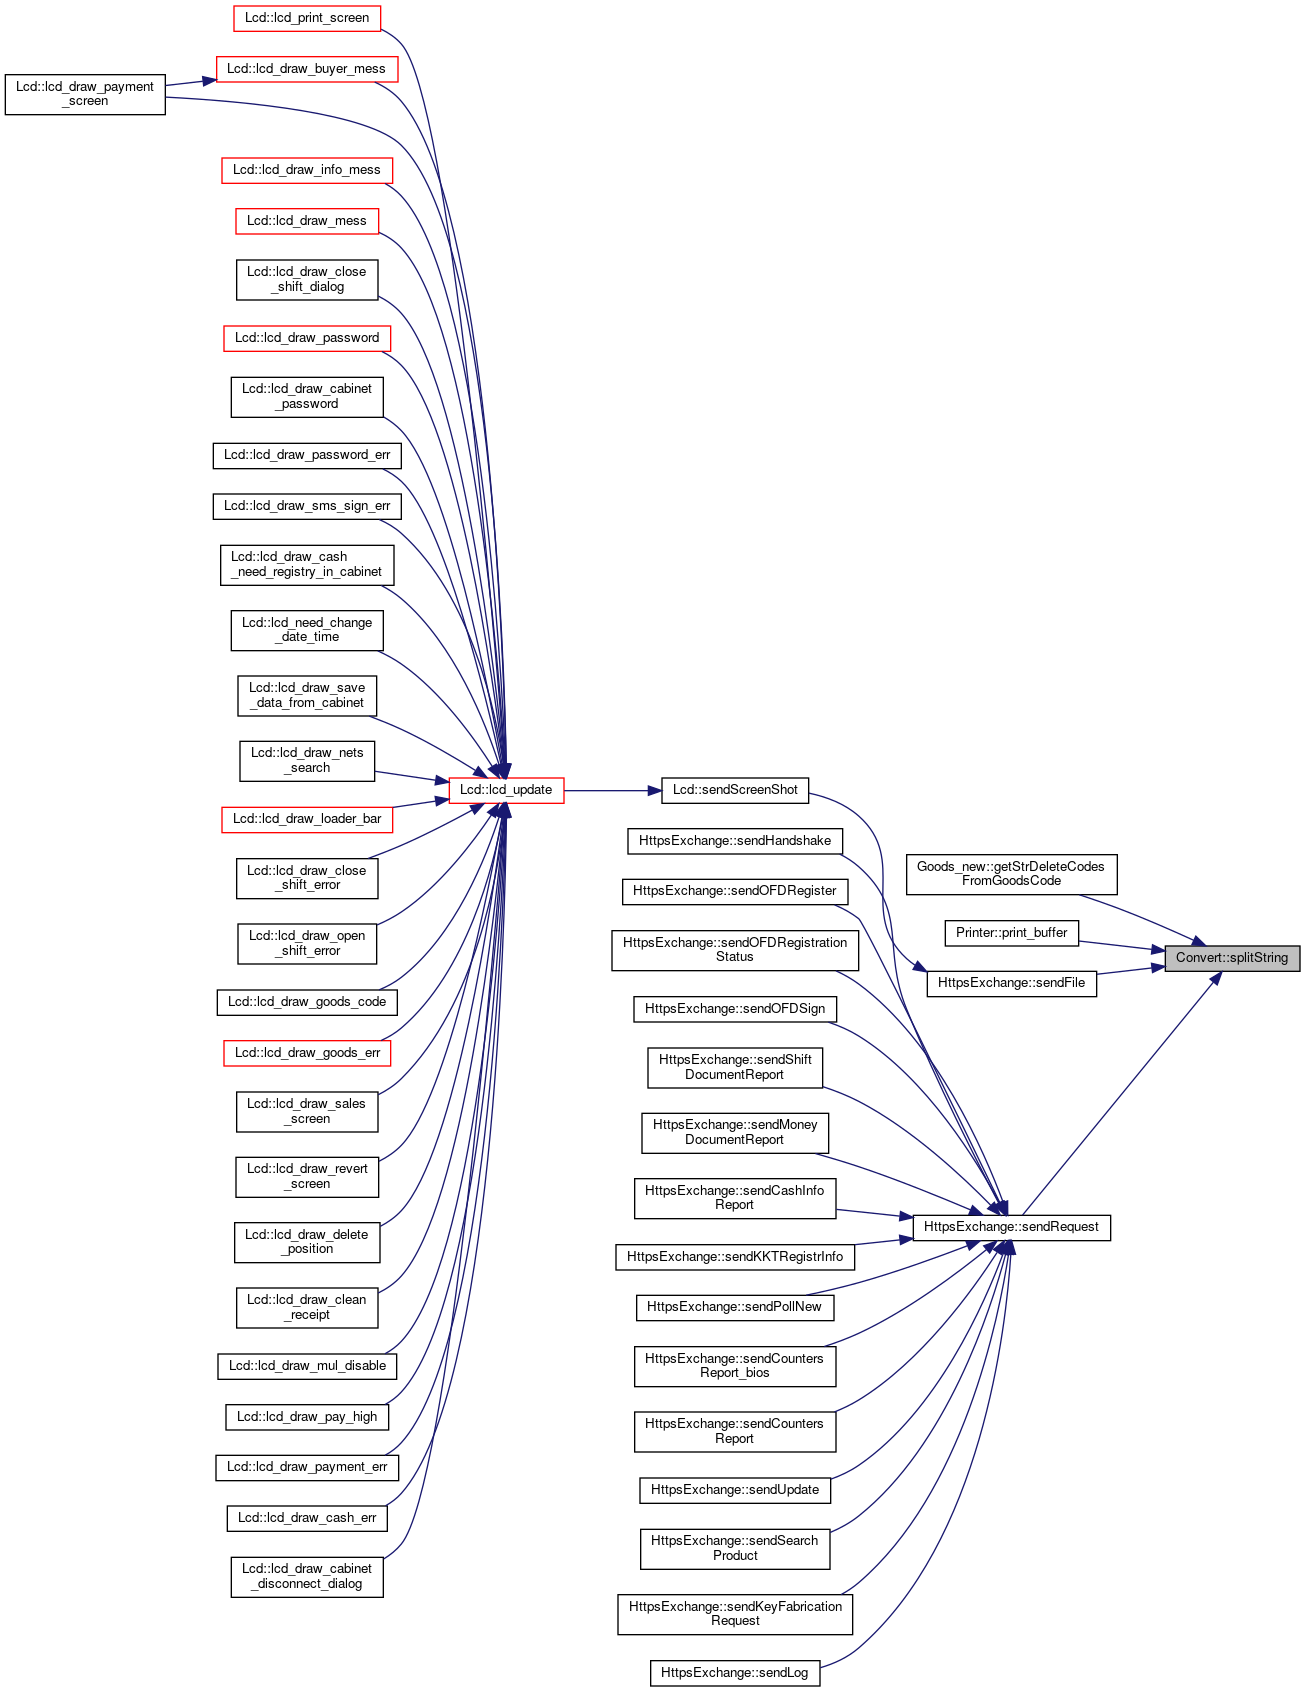 Lcd::lcd_print_screen
Lcd::lcd_draw_buyer_mess
Lcd::lcd_draw_payment
_screen
Lcd::lcd_draw_info_mess
Lcd::lcd_draw_mess
Lcd::lcd_draw_close
_shift_dialog
Lcd::lcd_draw_password
Lcd::lcd_draw_cabinet
_password
Lcd::lcd_draw_password_err
Lcd::lcd_draw_sms_sign_err
Lcd::lcd_draw_cash
_need_registry_in_cabinet
Lcd::lcd_need_change
_date_time
Lcd::lcd_draw_save
_data_from_cabinet
Lcd::lcd_draw_nets
_search
Lcd::lcd_update
Lcd::lcd_draw_loader_bar
Lcd::lcd_draw_close
_shift_error
Lcd::lcd_draw_open
_shift_error
Lcd::lcd_draw_goods_code
Lcd::lcd_draw_goods_err
Lcd::lcd_draw_sales
_screen
Lcd::lcd_draw_revert
_screen
Lcd::lcd_draw_delete
_position
Lcd::lcd_draw_clean
_receipt
Lcd::lcd_draw_mul_disable
Lcd::lcd_draw_pay_high
Lcd::lcd_draw_payment_err
Lcd::lcd_draw_cash_err
Lcd::lcd_draw_cabinet
_disconnect_dialog
Lcd::sendScreenShot
HttpsExchange::sendHandshake
HttpsExchange::sendOFDRegister
HttpsExchange::sendOFDRegistration
Status
HttpsExchange::sendOFDSign
HttpsExchange::sendShift
DocumentReport
HttpsExchange::sendMoney
DocumentReport
HttpsExchange::sendCashInfo
Report
HttpsExchange::sendKKTRegistrInfo
HttpsExchange::sendPollNew
HttpsExchange::sendCounters
Report_bios
HttpsExchange::sendCounters
Report
HttpsExchange::sendUpdate
HttpsExchange::sendSearch
Product
HttpsExchange::sendKeyFabrication
Request
HttpsExchange::sendLog
Goods_new::getStrDeleteCodes
FromGoodsCode
Printer::print_buffer
HttpsExchange::sendFile
HttpsExchange::sendRequest
Convert::splitString